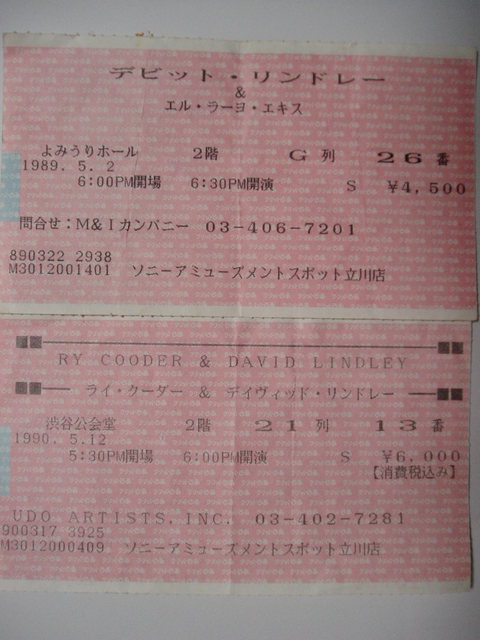 デビット・リンドレー
&
エル・ラーヨ・エキス
よみうりホール 2階 G 列 26 番
1989. 5. 2
6:00PM開場 6:30PM開演 S ¥4,500
問合せ:M&Iカンパニー 03-406-7201
890322 2938
M3012001401 ソニーアミューズメントスポット立川店
RY COODER & DAVID LINDLEY
ライ・クーダー & デイヴィッド・リンドレー
渋谷公会堂 2階 21 列 13 番
1990. 5.12
5:30PM開場 6:00PM開演 S ¥6,000
【消費税込み】
UDO ARTISTS,INC. 03-402-7281
900317 3925
M3012000409 ソニーアミューズメントスポット立川店